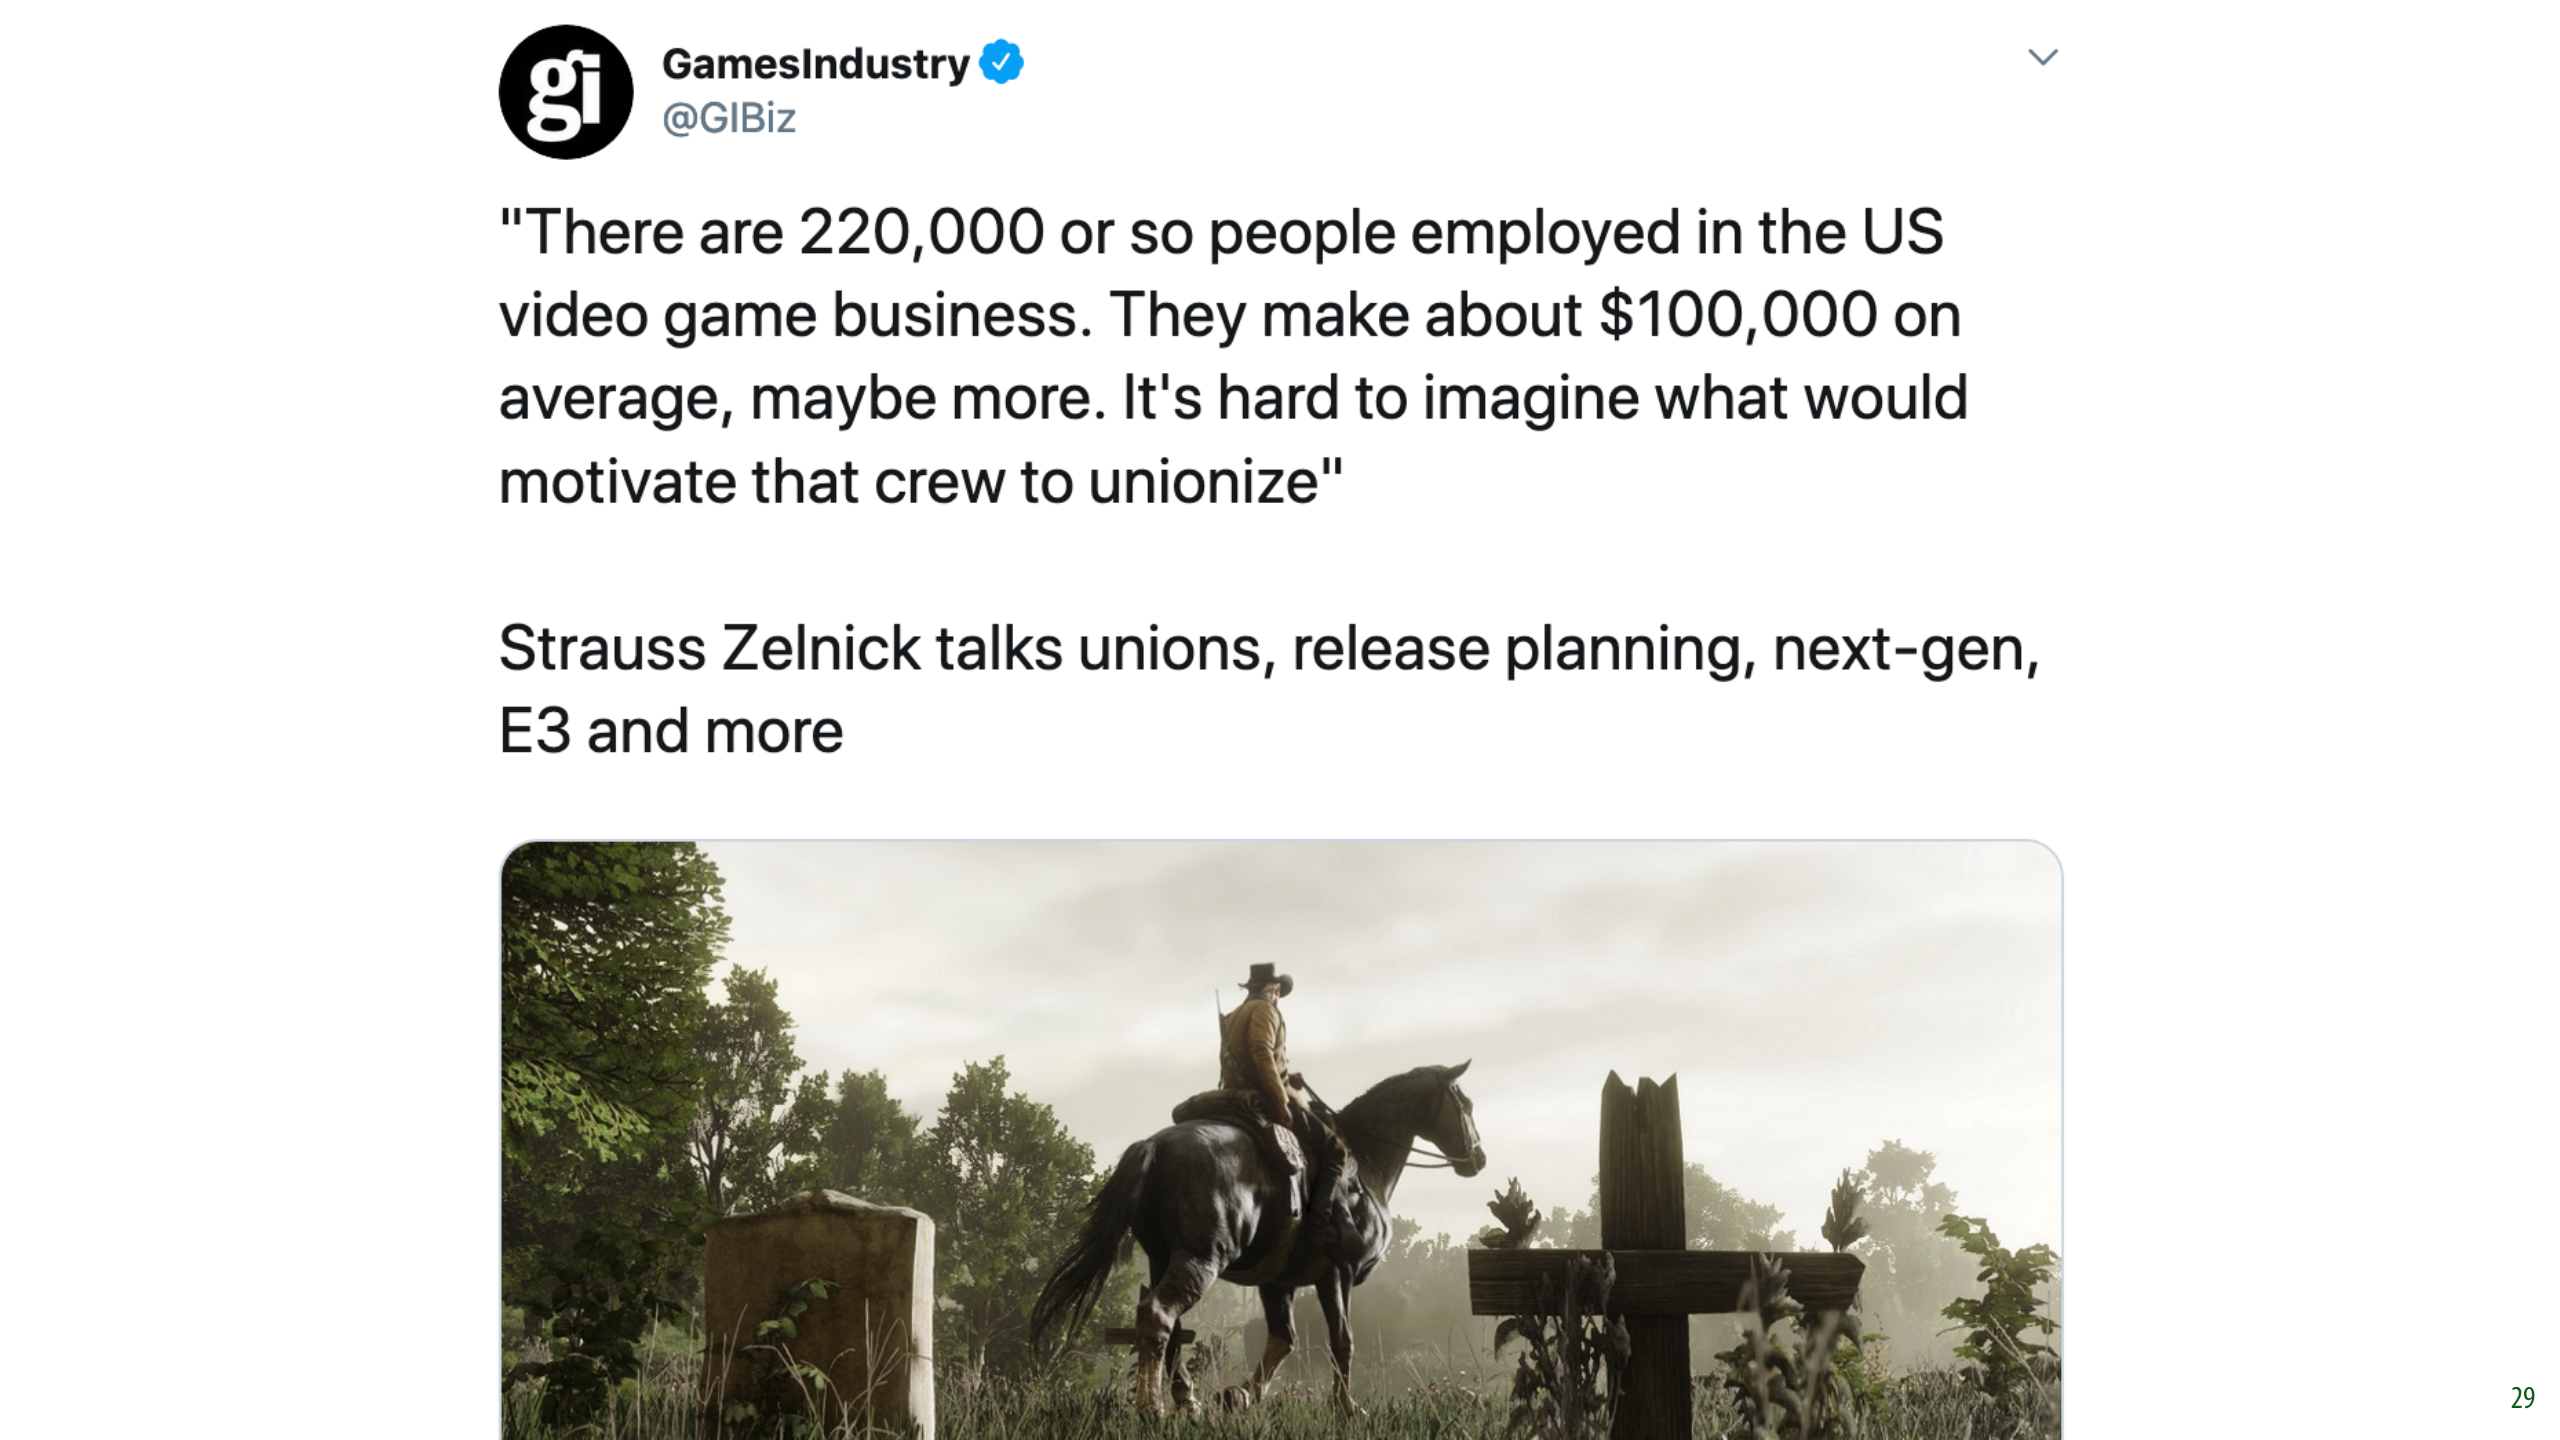 gi
GamesIndustry
@GIBiz
"There are 220,000 or so people employed in the US
video game business. They make about $100,000 on
average, maybe more. It's hard to imagine what would
motivate that crew to unionize"
Strauss Zelnick talks unions, release planning, next-gen,
E3 and more
29